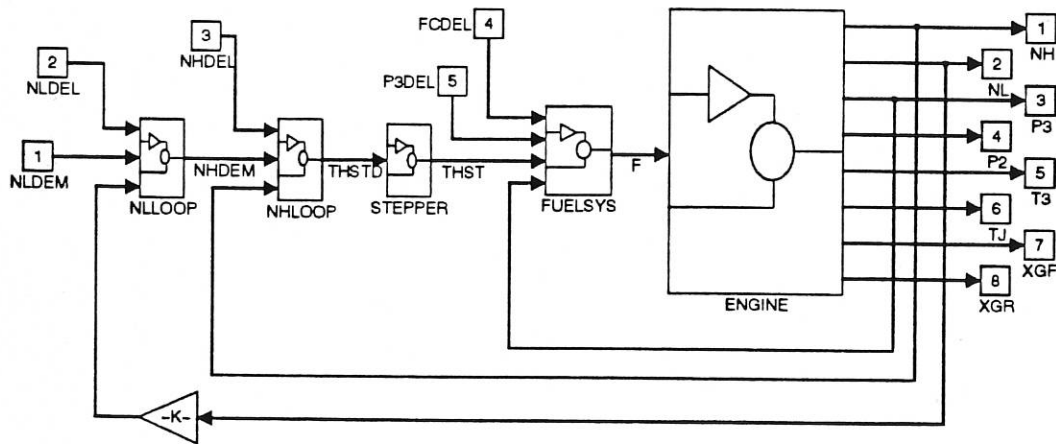 1
NLDEM
2
NLDEL
3
NHDEL
FCDEL
4
P3DEL
5
NLLOOP
NHDEM
NHLOOP
THSTD
STEPPER
THST
FUELSYS
F
ENGINE
1
NH
2
NL
3
P3
4
P2
5
T3
6
TJ
7
XGF
8
XGR
-K-